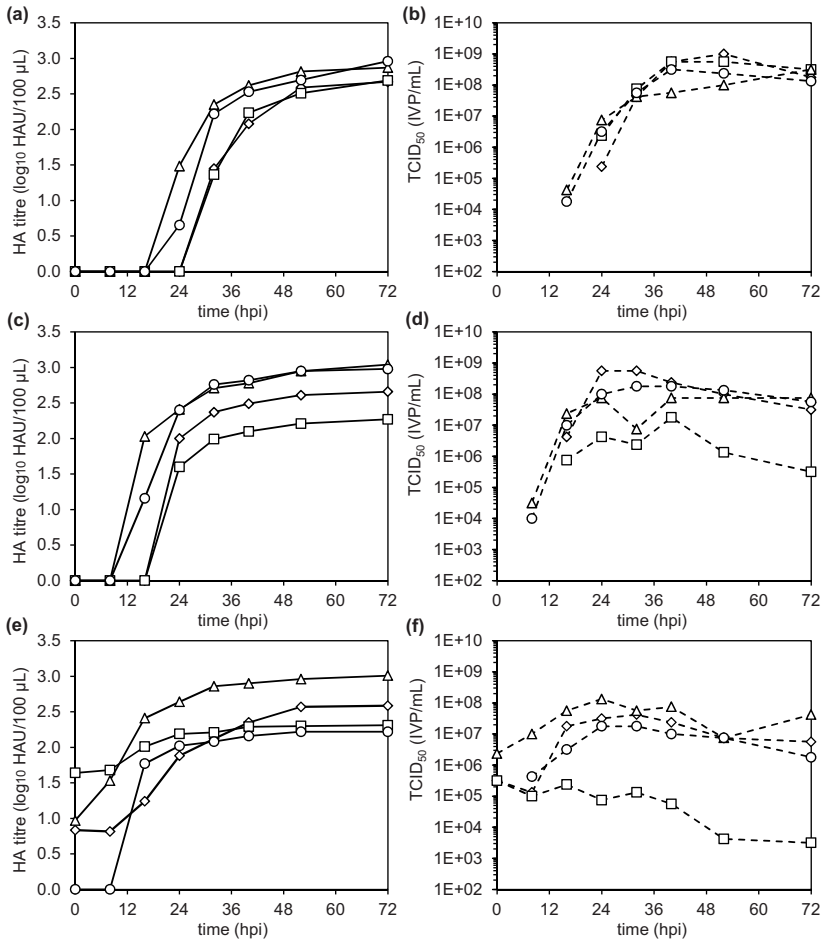 (a)
3.5
3.0
2.5
2.0
1.5
1.0
0.5
0.0
HA titre (log10 HAU/100 µL)
0 12 24 36 48 60 72
time (hpi)
(b)
1E+10
1E+09
1E+08
1E+07
1E+06
1E+05
1E+04
1E+03
1E+02
TCID50 (IVP/mL)
0 12 24 36 48 60 72
time (hpi)
(c)
3.5
3.0
2.5
2.0
1.5
1.0
0.5
0.0
HA titre (log10 HAU/100 µL)
0 12 24 36 48 60 72
time (hpi)
(d)
1E+10
1E+09
1E+08
1E+07
1E+06
1E+05
1E+04
1E+03
1E+02
TCID50 (IVP/mL)
0 12 24 36 48 60 72
time (hpi)
(e)
3.5
3.0
2.5
2.0
1.5
1.0
0.5
0.0
HA titre (log10 HAU/100 µL)
0 12 24 36 48 60 72
time (hpi)
(f)
1E+10
1E+09
1E+08
1E+07
1E+06
1E+05
1E+04
1E+03
1E+02
TCID50 (IVP/mL)
0 12 24 36 48 60 72
time (hpi)